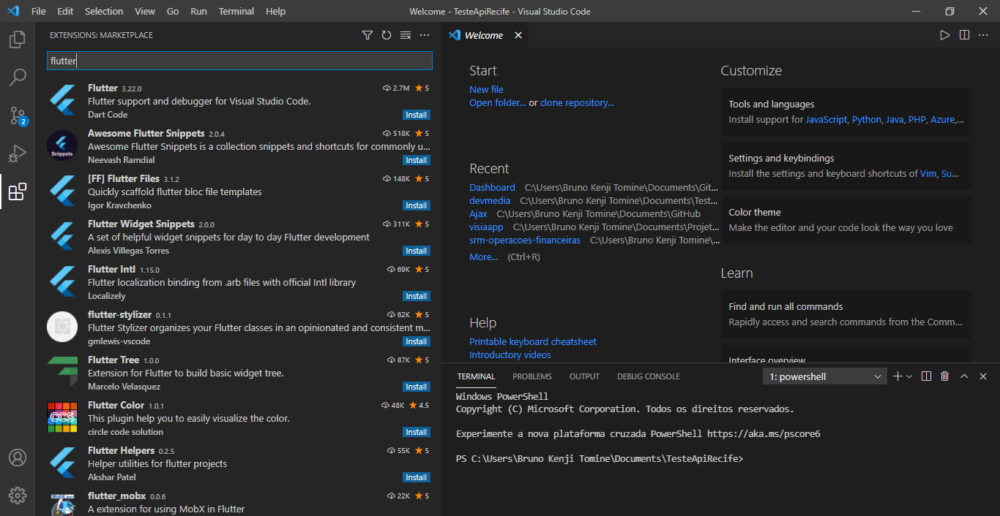 File Edit Selection View Go Run Terminal Help
Welcome - TesteApiRecife - Visual Studio Code
EXTENSIONS: MARKETPLACE
flutter
2
Flutter 3.22.0 2.7M 5
Flutter support and debugger for Visual Studio Code.
Dart Code Install
Awesome Flutter Snippets 2.0.4 518K 5
Awesome Flutter Snippets is a collection snippets and shortcuts for commonly u...
Neevash Ramdial Install
Snippets
[FF] Flutter Files 3.1.2 148K 5
Quickly scaffold flutter bloc file templates
Igor Kravchenko Install
Flutter Widget Snippets 2.0.0 311K 5
A set of helpful widget snippets for day to day Flutter development
Alexis Villegas Torres Install
Flutter Intl 1.15.0 69K 5
Flutter localization binding from .arb files with official Intl library
Localizely Install
flutter-stylizer 0.1.1 62K 5
Flutter Stylizer organizes your Flutter classes in an opinionated and consistent m...
gmlewis-vscode Install
Flutter Tree 1.0.0 87K 5
Extension for Flutter to build basic widget tree.
Marcelo Velasquez Install
Flutter Color 1.0.1 48K 4.5
This plugin help you to easily visualize the color.
circle code solution Install
CCS
Flutter Helpers 0.2.5 55K 5
Helper utilities for flutter projects
Akshar Patel Install
flutter_mobx 0.0.6 22K 5
A extension for using MobX in Flutter
Welcome
Start
New file
Open folder... or clone repository...
Recent
Dashboard C:\Users\Bruno Kenji Tomine\Documents\Git...
devmedia C:\Users\Bruno Kenji Tomine\Documents\Test...
Ajax C:\Users\Bruno Kenji Tomine\Documents\GitHub
visiaapp C:\Users\Bruno Kenji Tomine\Documents\Projet...
srm-operacoes-financeiras C:\Users\Bruno Kenji Tomine\...
More... (Ctrl+R)
Help
Printable keyboard cheatsheet
Introductory videos
Customize
Tools and languages
Install support for JavaScript, Python, Java, PHP, Azure,...
Settings and keybindings
Install the settings and keyboard shortcuts of Vim, Su...
Color theme
Make the editor and your code look the way you love
Learn
Find and run all commands
Rapidly access and search commands from the Comm...
Interface overview
TERMINAL PROBLEMS OUTPUT DEBUG CONSOLE 1: powershell
Windows PowerShell
Copyright (C) Microsoft Corporation. Todos os direitos reservados.
Experimente a nova plataforma cruzada PowerShell https://aka.ms/pscore6
PS C:\Users\Bruno Kenji Tomine\Documents\TesteApiRecife>